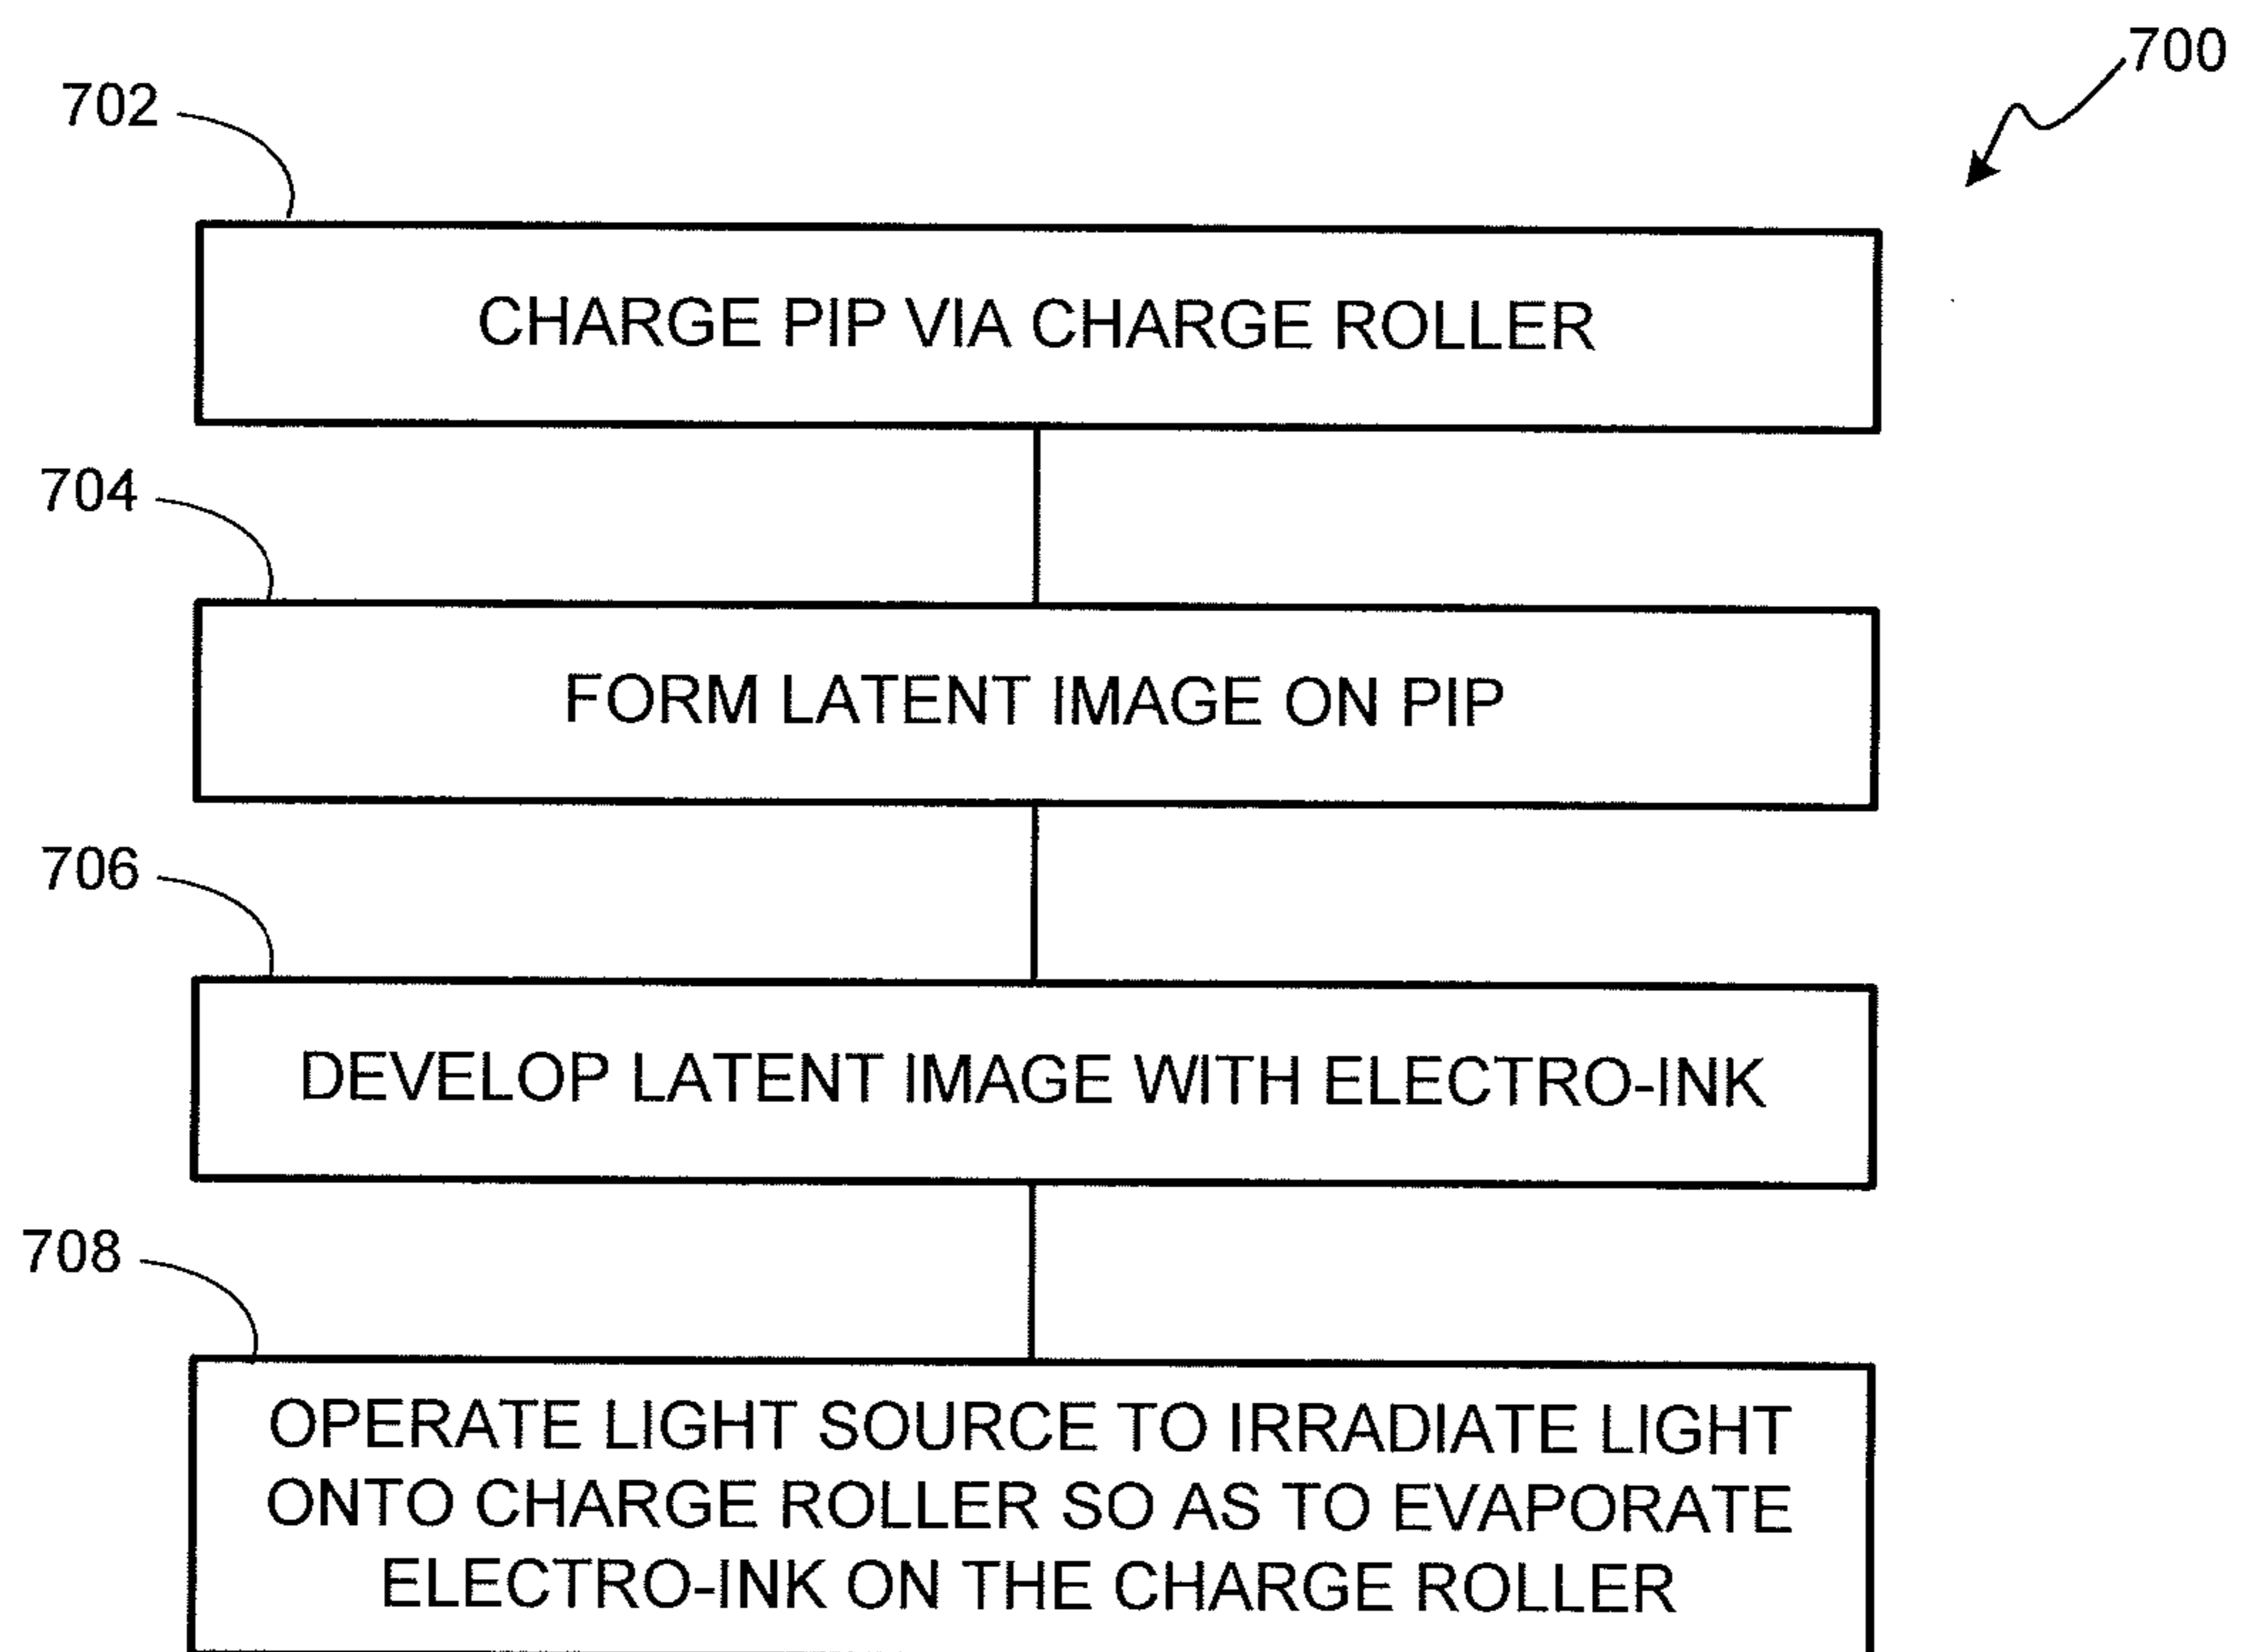 700
702
CHARGE PIP VIA CHARGE ROLLER
704
FORM LATENT IMAGE ON PIP
706
DEVELOP LATENT IMAGE WITH ELECTRO-INK
708
OPERATE LIGHT SOURCE TO IRRADIATE LIGHT
ONTO CHARGE ROLLER SO AS TO EVAPORATE
ELECTRO-INK ON THE CHARGE ROLLER